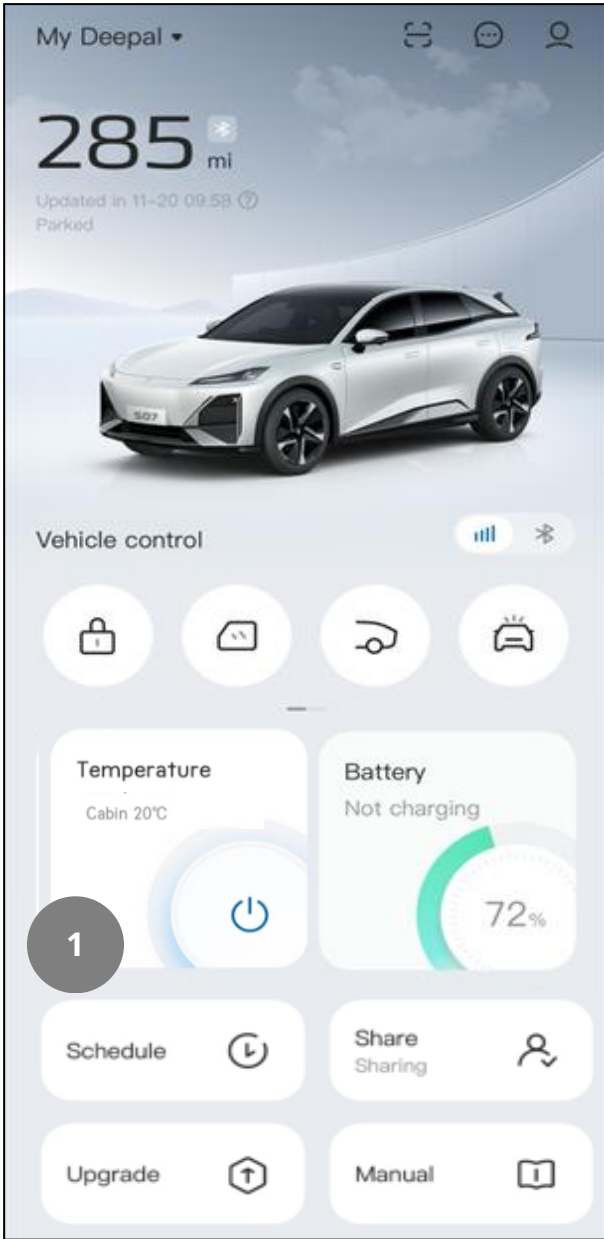 My Deepal
285 mi
Updated in 11-20 09:58
Parked
S07
Vehicle control
Temperature
Cabin 20℃
Battery
Not charging
72%
1
Schedule
Share
Sharing
Upgrade
Manual